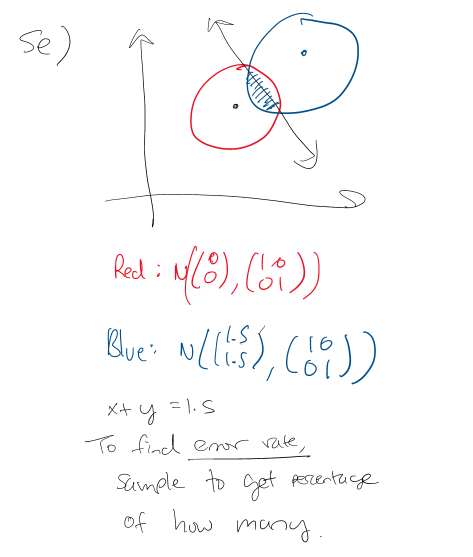 5e)
Red: N((0 0), (1 0 0 1))
Blue: N((1.5 1.5), (1 0 0 1))
x+y=1.5
To find error rate,
sample to get percentage
of how many.